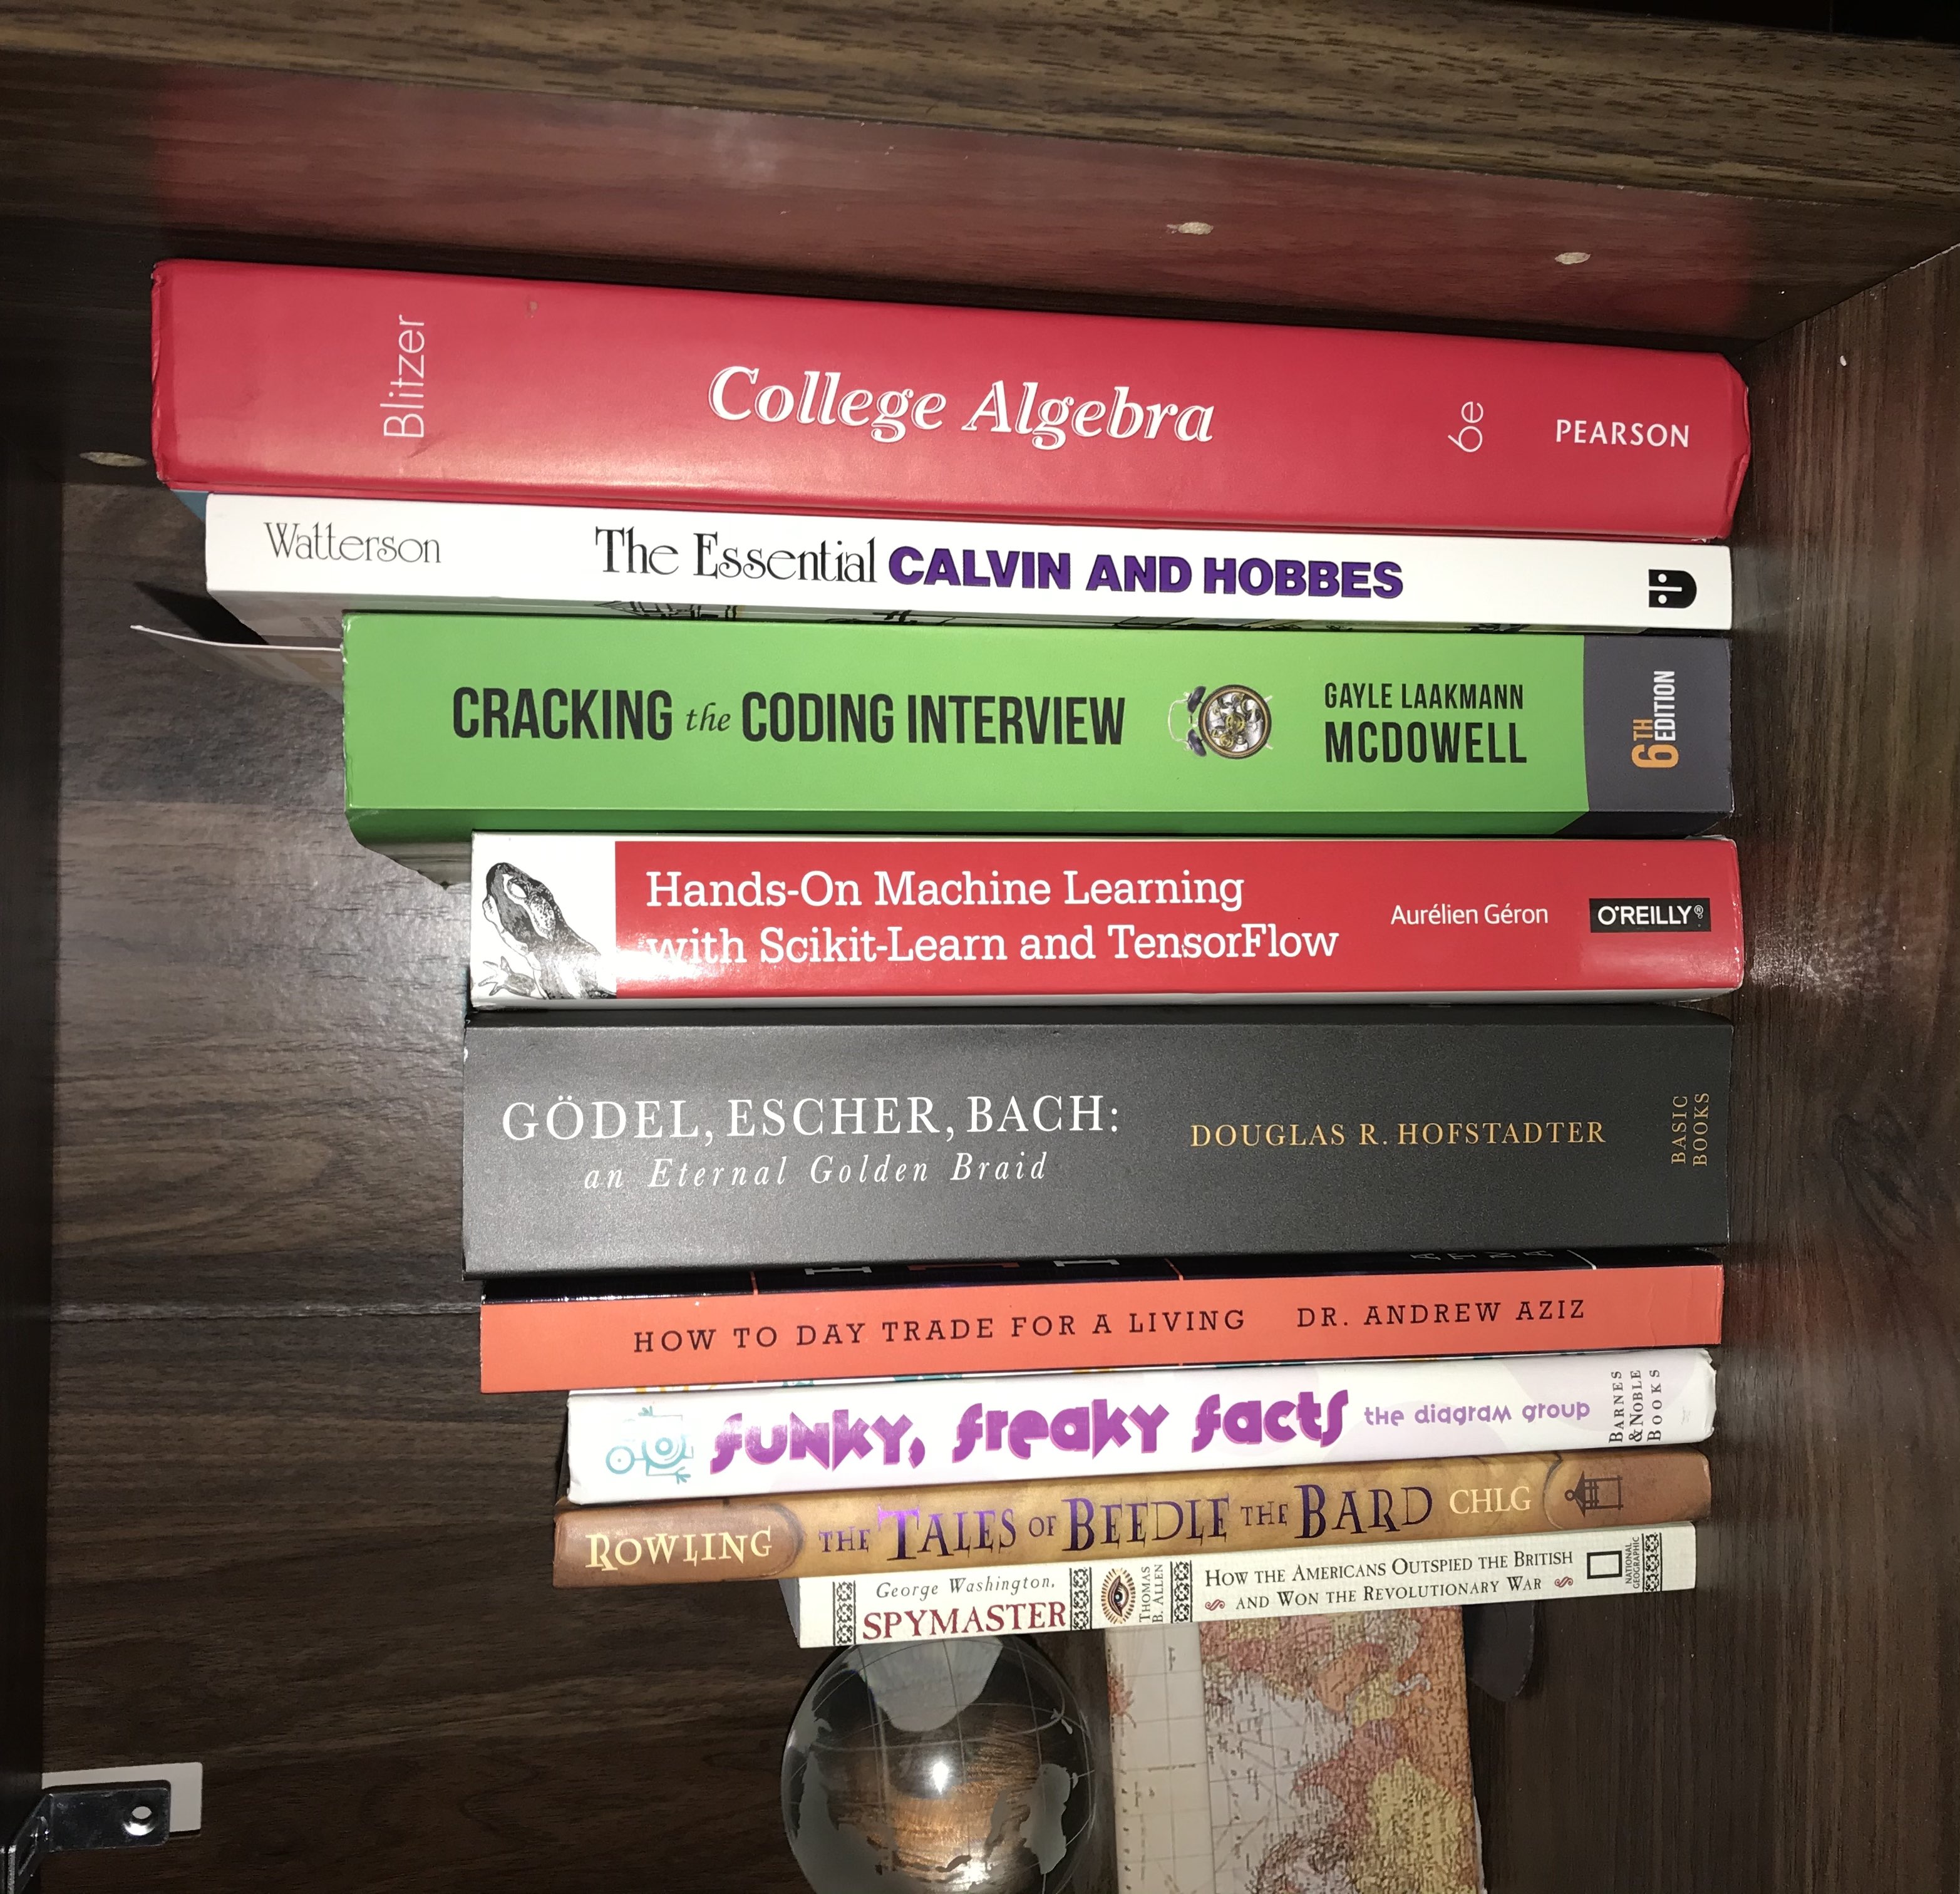 Blitzer
College Algebra
6e
PEARSON
Watterson
The Essential CALVIN AND HOBBES
CRACKING the CODING INTERVIEW
GAYLE LAAKMANN
MCDOWELL
6TH
EDITION
Hands-On Machine Learning
with Scikit-Learn and TensorFlow
Aurélien Géron
O'REILLY®
GÖDEL, ESCHER, BACH:
an Eternal Golden Braid
DOUGLAS R. HOFSTADTER
BASIC
BOOKS
HOW TO DAY TRADE FOR A LIVING
DR. ANDREW AZIZ
funky, freaky facts
the diagram group
BARNES
& NOBLE
BOOKS
ROWLING
THE TALES OF BEEDLE THE BARD
CHLG
George Washington,
SPYMASTER
THOMAS
B. ALLEN
HOW THE AMERICANS OUTSPIED THE BRITISH
AND WON THE REVOLUTIONARY WAR
NATIONAL
GEOGRAPHIC